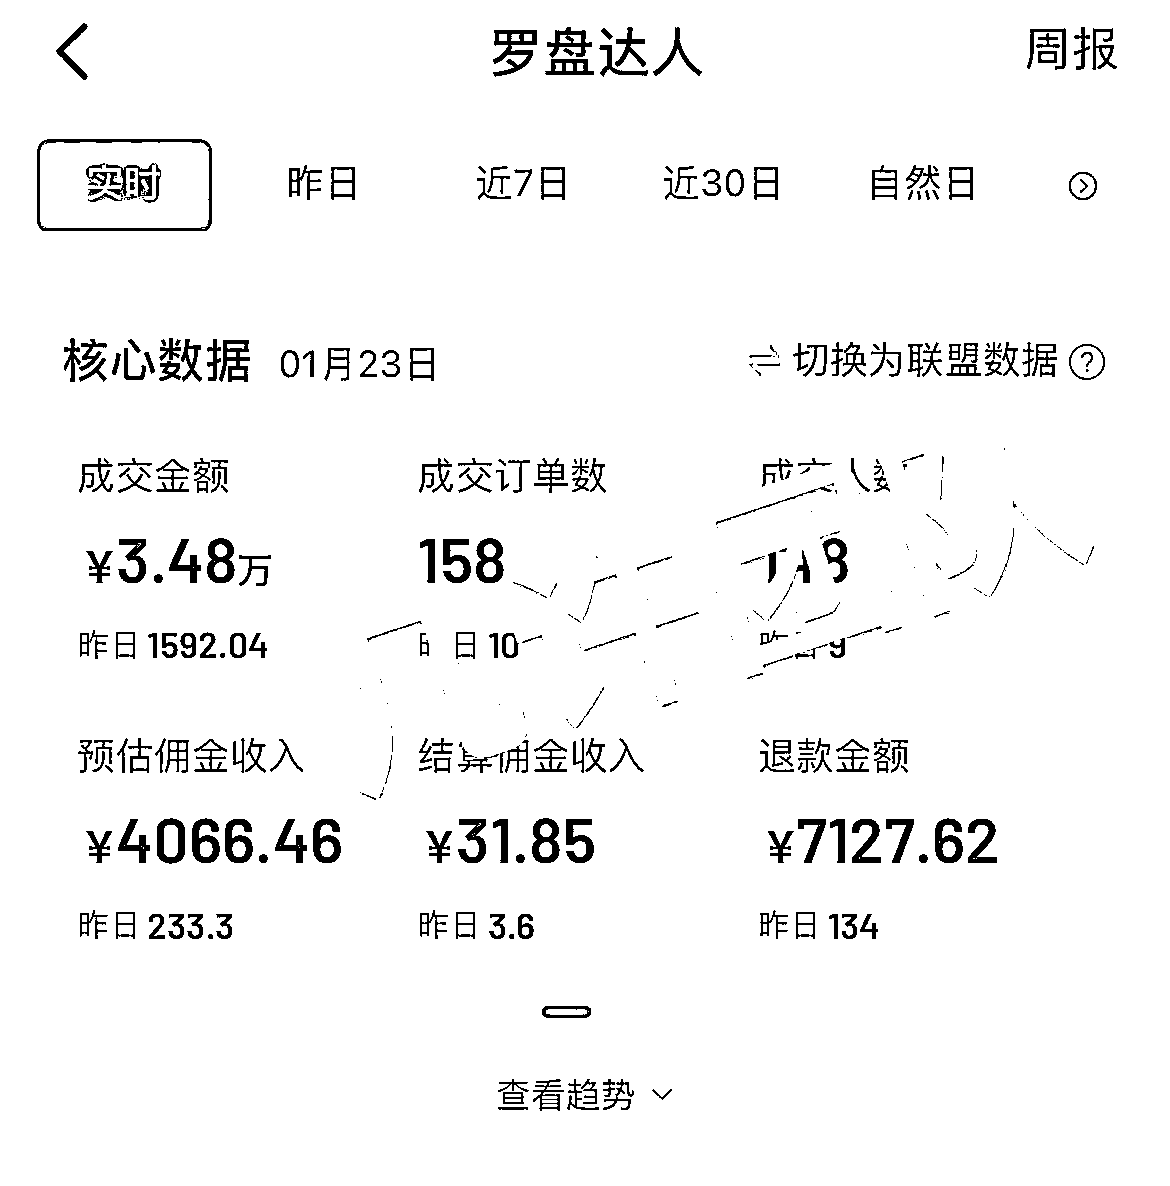 罗盘达人 周报
实时 昨日 近7日 近30日 自然日
核心数据 01月23日 切换为联盟数据 ?
成交金额 成交订单数 成交人数
¥3.48万 158
昨日 1592.04 昨日 10 昨日 9
预估佣金收入 结算佣金收入 退款金额
¥4066.46 ¥31.85 ¥7127.62
昨日 233.3 昨日 3.6 昨日 134
查看趋势